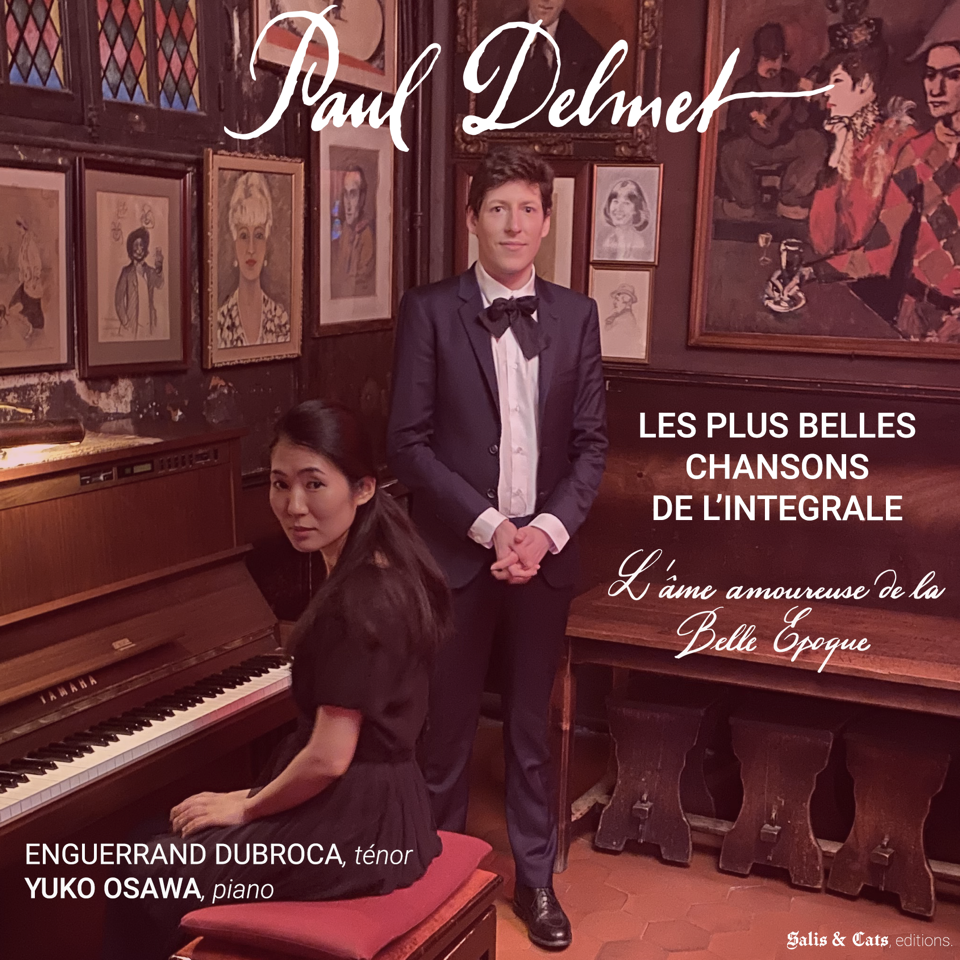 Paul Delmet
LES PLUS BELLES
CHANSONS
DE L’INTEGRALE
L'âme amoureuse de la
Belle Epoque
YAMAHA
ENGUERRAND DUBROCA, ténor
YUKO OSAWA, piano
Salis & Cats, editions.